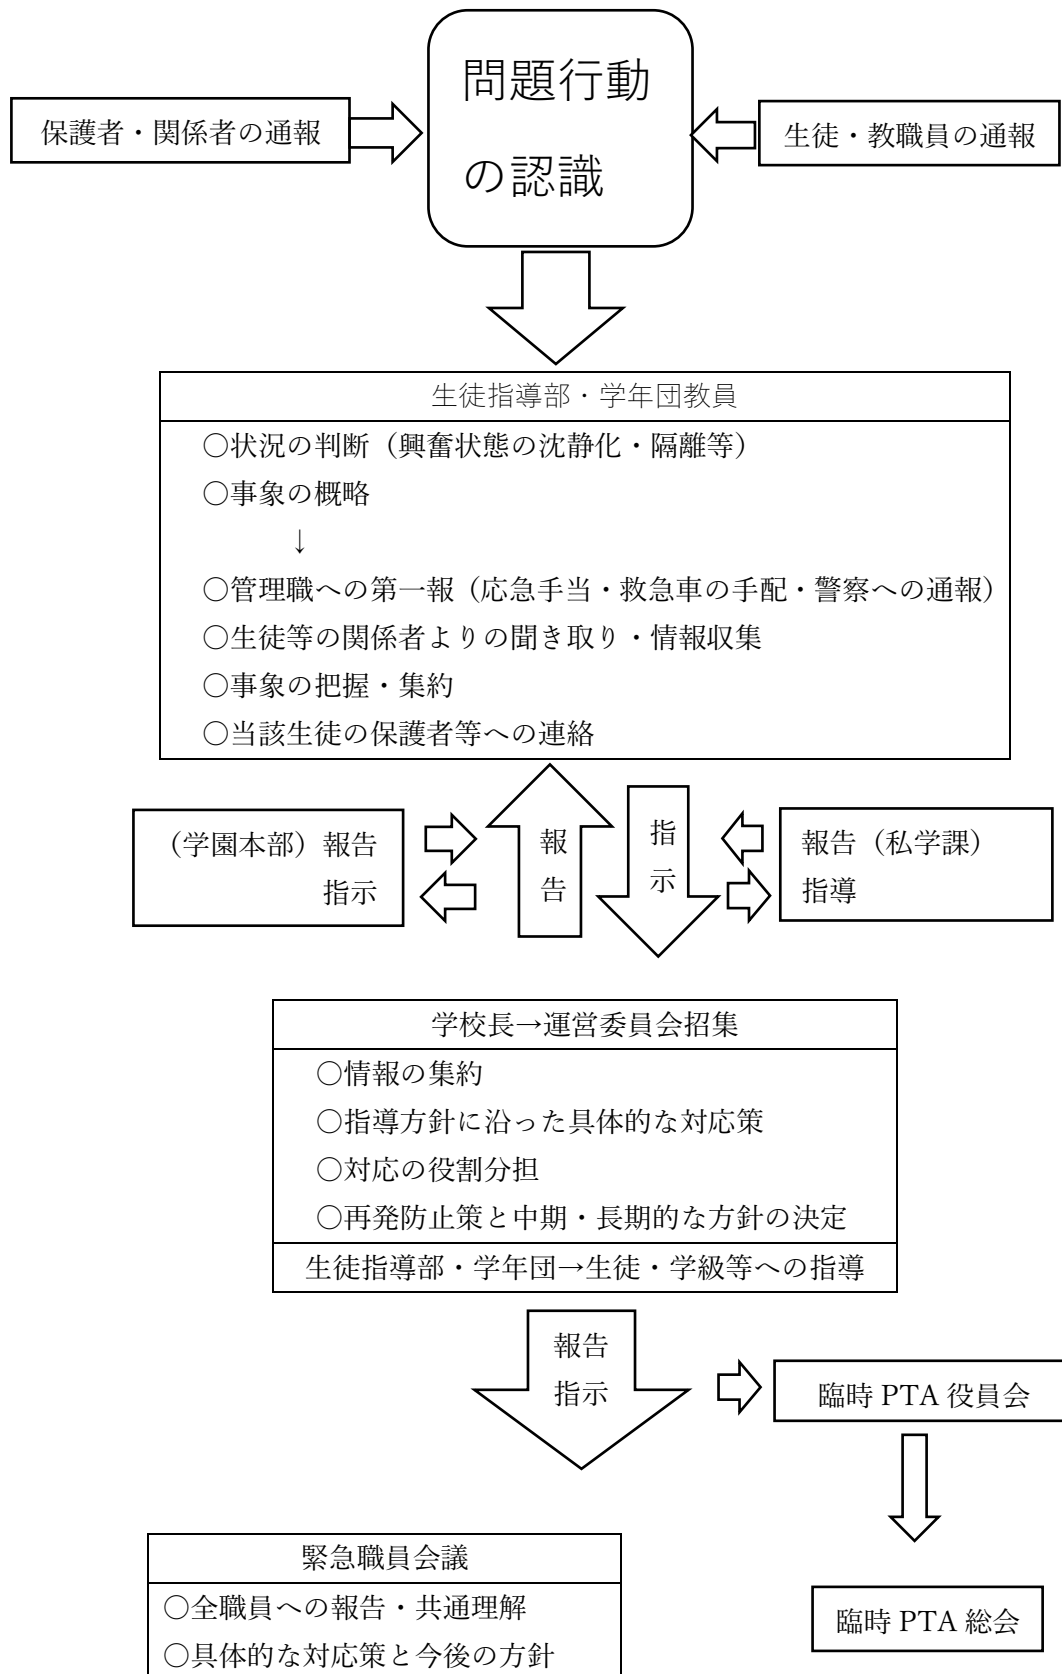 問題行動
の認識
保護者・関係者の通報
生徒・教職員の通報
生徒指導部・学年団教員
○状況の判断（興奮状態の沈静化・隔離等）
○事象の概略
↓
○管理職への第一報（応急手当・救急車の手配・警察への通報）
○生徒等の関係者よりの聞き取り・情報収集
○事象の把握・集約
○当該生徒の保護者等への連絡
（学園本部）報告
指示
報告
指示
報告（私学課）
指導
学校長→運営委員会招集
○情報の集約
○指導方針に沿った具体的な対応策
○対応の役割分担
○再発防止策と中期・長期的な方針の決定
生徒指導部・学年団→生徒・学級等への指導
報告
指示
臨時 PTA 役員会
緊急職員会議
○全職員への報告・共通理解
○具体的な対応策と今後の方針
臨時 PTA 総会